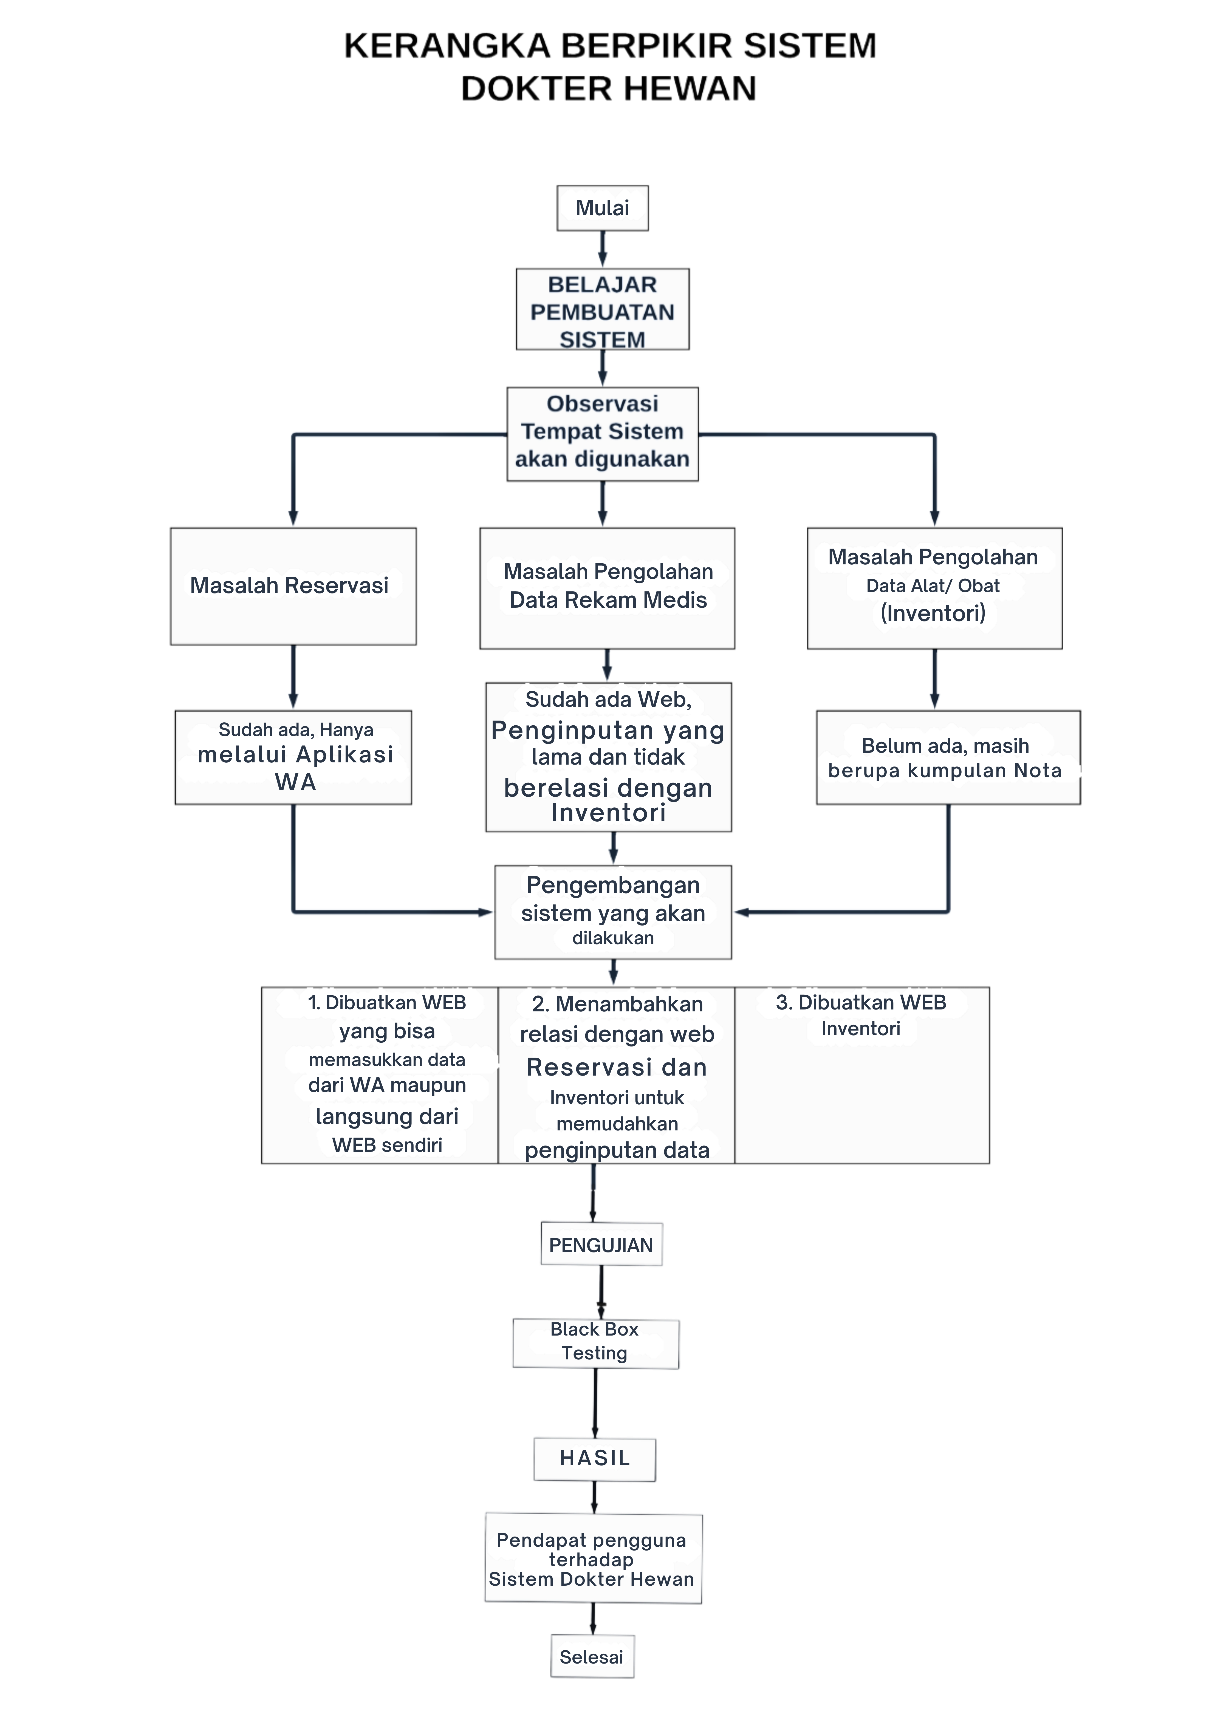 KERANGKA BERPIKIR SISTEM
DOKTER HEWAN
Mulai
BELAJAR
PEMBUATAN
SISTEM
Observasi
Tempat Sistem
akan digunakan
Masalah Reservasi
Masalah Pengolahan
Data Rekam Medis
Masalah Pengolahan
Data Alat/ Obat
(Inventori)
Sudah ada, Hanya
melalui Aplikasi
WA
Sudah ada Web,
Penginputan yang
lama dan tidak
berelasi dengan
Inventori
Belum ada, masih
berupa kumpulan Nota
Pengembangan
sistem yang akan
dilakukan
1. Dibuatkan WEB
yang bisa
memasukkan data
dari WA maupun
langsung dari
WEB sendiri
2. Menambahkan
relasi dengan web
Reservasi dan
Inventori untuk
memudahkan
penginputan data
3. Dibuatkan WEB
Inventori
PENGUJIAN
Black Box
Testing
HASIL
Pendapat pengguna
terhadap
Sistem Dokter Hewan
Selesai